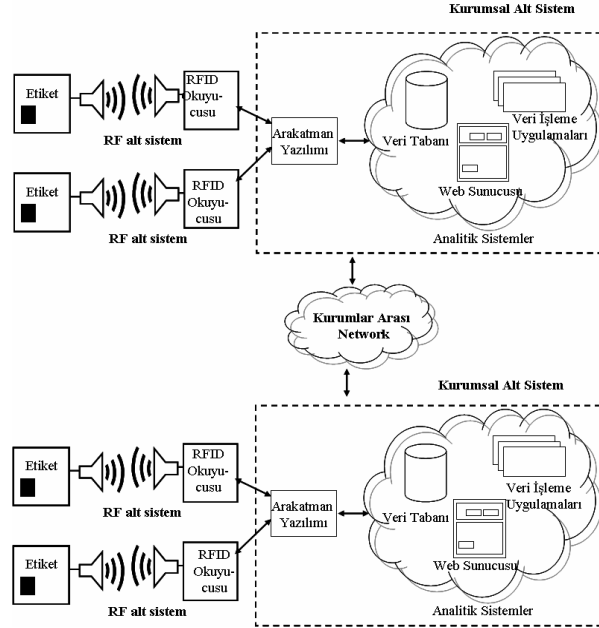 Kurumsal Alt Sistem
Etiket
RFID
Okuyu-
cusu
RF alt sistem
Arakatman
Yazılımı
Veri Tabanı
Veri İşleme
Uygulamaları
Web Sunucusu
Etiket
RFID
Okuyu-
cusu
RF alt sistem
Analitik Sistemler
Kurumlar Arası
Network
Kurumsal Alt Sistem
Etiket
RFID
Okuyu-
cusu
RF alt sistem
Arakatman
Yazılımı
Veri Tabanı
Veri İşleme
Uygulamaları
Web Sunucusu
Etiket
RFID
Okuyu-
cusu
RF alt sistem
Analitik Sistemler